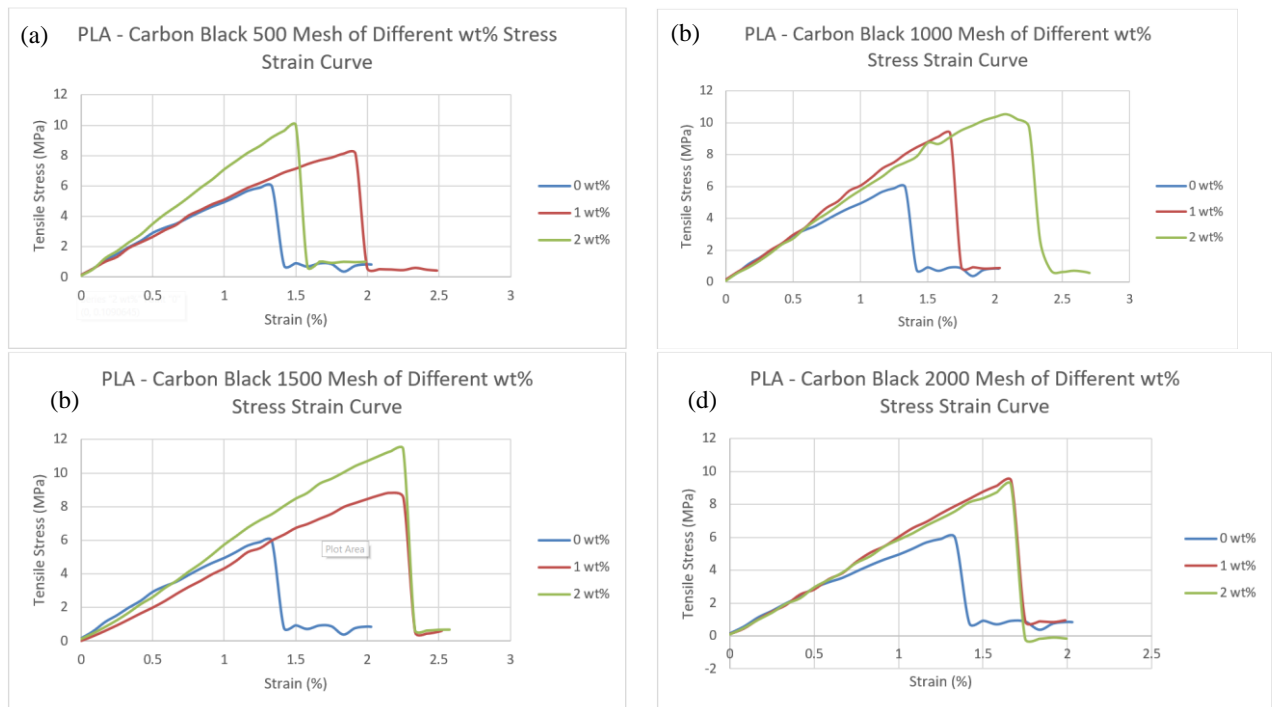 (a)
PLA - Carbon Black 500 Mesh of Different wt% Stress
Strain Curve
Tensile Stress (MPa)
12
10
8
6
4
2
0
0
0.5
1
1.5
2
2.5
3
Strain (%)
0 wt%
1 wt%
2 wt%
(b)
PLA - Carbon Black 1000 Mesh of Different wt%
Stress Strain Curve
Tensile Stress (MPa)
12
10
8
6
4
2
0
0
0.5
1
1.5
2
2.5
3
Strain (%)
0 wt%
1 wt%
2 wt%
(b)
PLA - Carbon Black 1500 Mesh of Different wt%
Stress Strain Curve
Tensile Stress (MPa)
12
10
8
6
4
2
0
0
0.5
1
1.5
2
2.5
3
Strain (%)
Plot Area
0 wt%
1 wt%
2 wt%
(d)
PLA - Carbon Black 2000 Mesh of Different wt%
Stress Strain Curve
Tensile Stress (MPa)
12
10
8
6
4
2
0
-2
0
0.5
1
1.5
2
2.5
Strain (%)
0 wt%
1 wt%
2 wt%